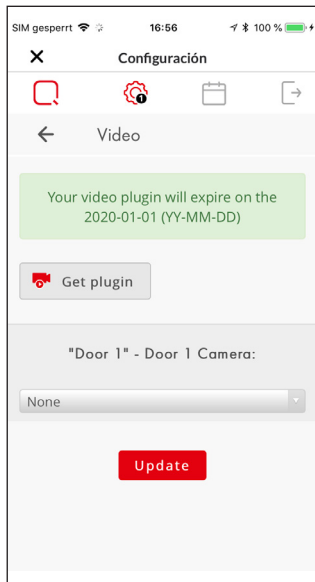 SIM gesperrt 16:56 100 %
Configuración
1
Video
Your video plugin will expire on the
2020-01-01 (YY-MM-DD)
Get plugin
"Door 1" - Door 1 Camera:
None
Update